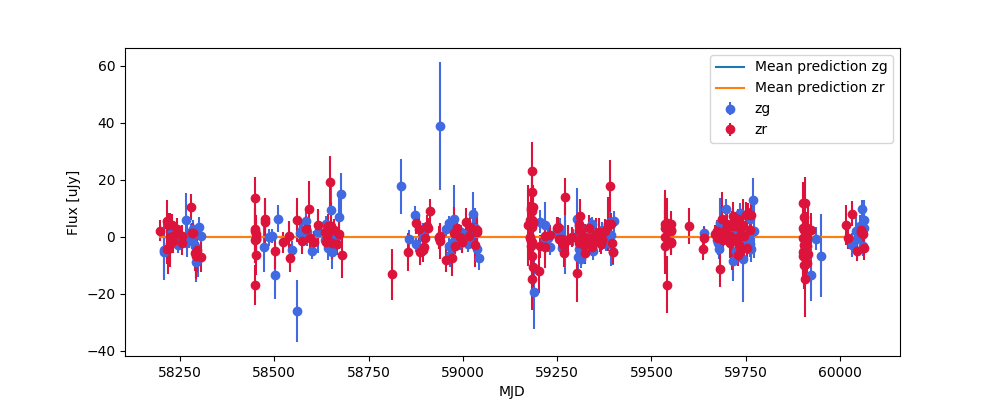 Mean prediction zg
Mean prediction zr
zg
zr
60
40
20
0
−20
−40
Flux [uJy]
58250
58500
58750
59000
59250
59500
59750
60000
MJD